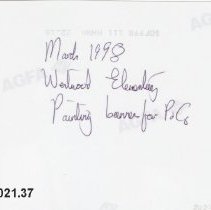 March 1998
Westwood Elementary
Painting banner for P.C.
021.37